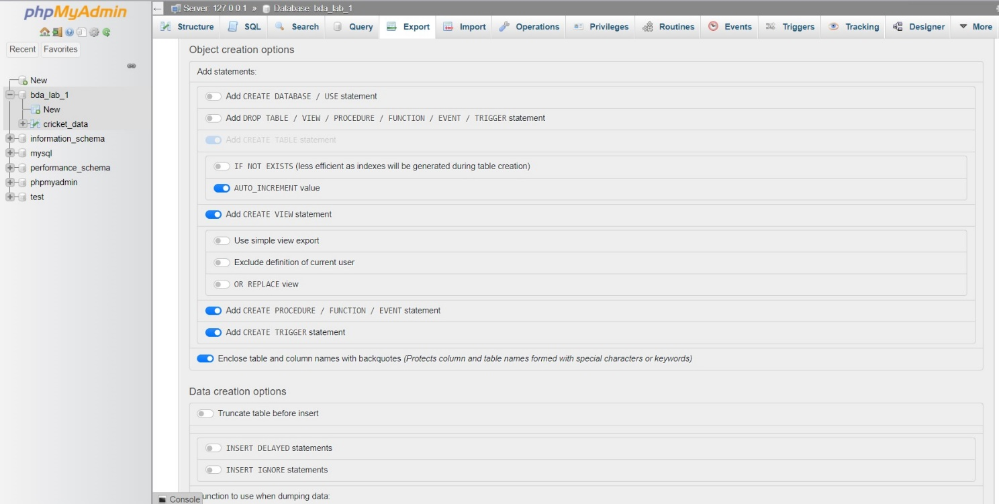 phpMyAdmin
Recent Favorites
New
bda_lab_1
New
cricket_data
information_schema
mysql
performance_schema
phpmyadmin
test
Server: 127.0.0.1 » Database: bda_lab_1
Structure SQL Search Query Export Import Operations Privileges Routines Events Triggers Tracking Designer More
Object creation options
Add statements:
Add CREATE DATABASE / USE statement
Add DROP TABLE / VIEW / PROCEDURE / FUNCTION / EVENT / TRIGGER statement
Add CREATE TABLE statement
IF NOT EXISTS (less efficient as indexes will be generated during table creation)
AUTO_INCREMENT value
Add CREATE VIEW statement
Use simple view export
Exclude definition of current user
OR REPLACE view
Add CREATE PROCEDURE / FUNCTION / EVENT statement
Add CREATE TRIGGER statement
Enclose table and column names with backquotes (Protects column and table names formed with special characters or keywords)
Data creation options
Truncate table before insert
INSERT DELAYED statements
INSERT IGNORE statements
Console unction to use when dumping data: